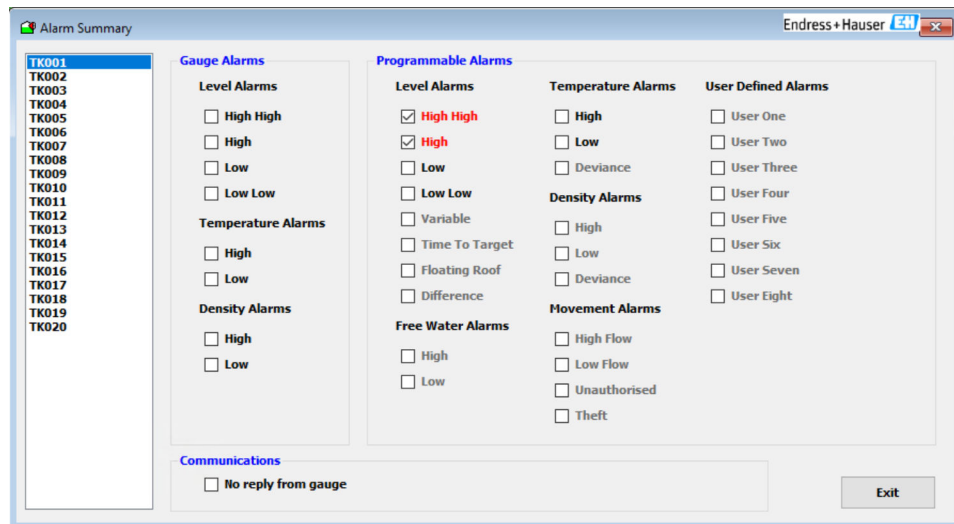 Alarm Summary
Endress+Hauser EH
TK001
TK002
TK003
TK004
TK005
TK006
TK007
TK008
TK009
TK010
TK011
TK012
TK013
TK014
TK015
TK016
TK017
TK018
TK019
TK020
Gauge Alarms
Level Alarms
High High
High
Low
Low Low
Temperature Alarms
High
Low
Density Alarms
High
Low
Programmable Alarms
Level Alarms
High High
High
Low
Low Low
Variable
Time To Target
Floating Roof
Difference
Free Water Alarms
High
Low
Temperature Alarms
High
Low
Deviance
Density Alarms
High
Low
Deviance
Movement Alarms
High Flow
Low Flow
Unauthorised
Theft
User Defined Alarms
User One
User Two
User Three
User Four
User Five
User Six
User Seven
User Eight
Communications
No reply from gauge
Exit